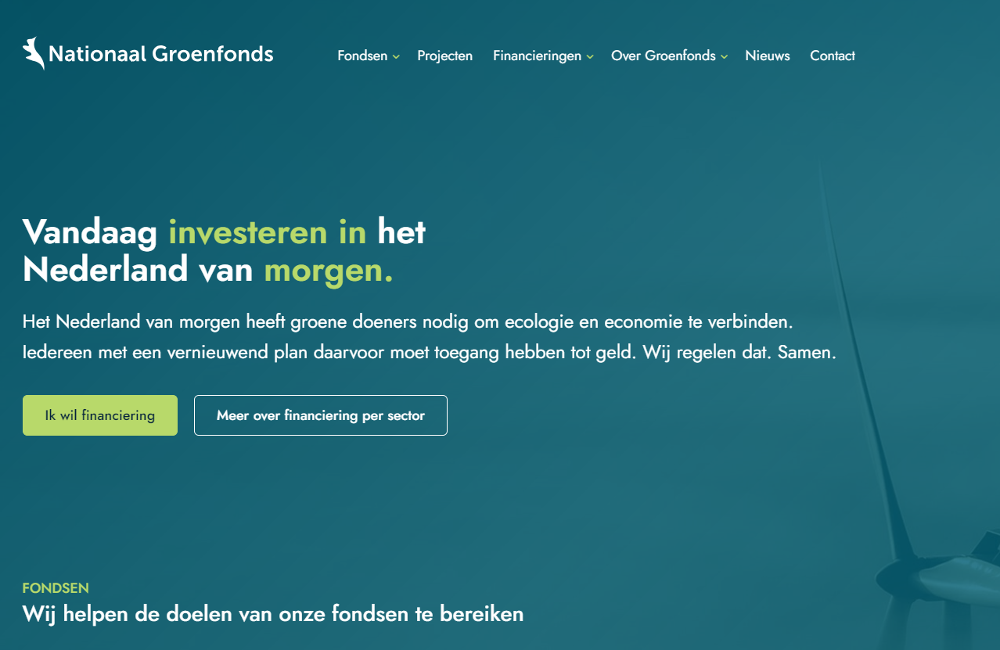 Nationaal Groenfonds
Fondsen Projecten Financieringen Over Groenfonds Nieuws Contact
Vandaag investeren in het
Nederland van morgen.
Het Nederland van morgen heeft groene doeners nodig om ecologie en economie te verbinden.
Iedereen met een vernieuwend plan daarvoor moet toegang hebben tot geld. Wij regelen dat. Samen.
Ik wil financiering Meer over financiering per sector
FONDSEN
Wij helpen de doelen van onze fondsen te bereiken